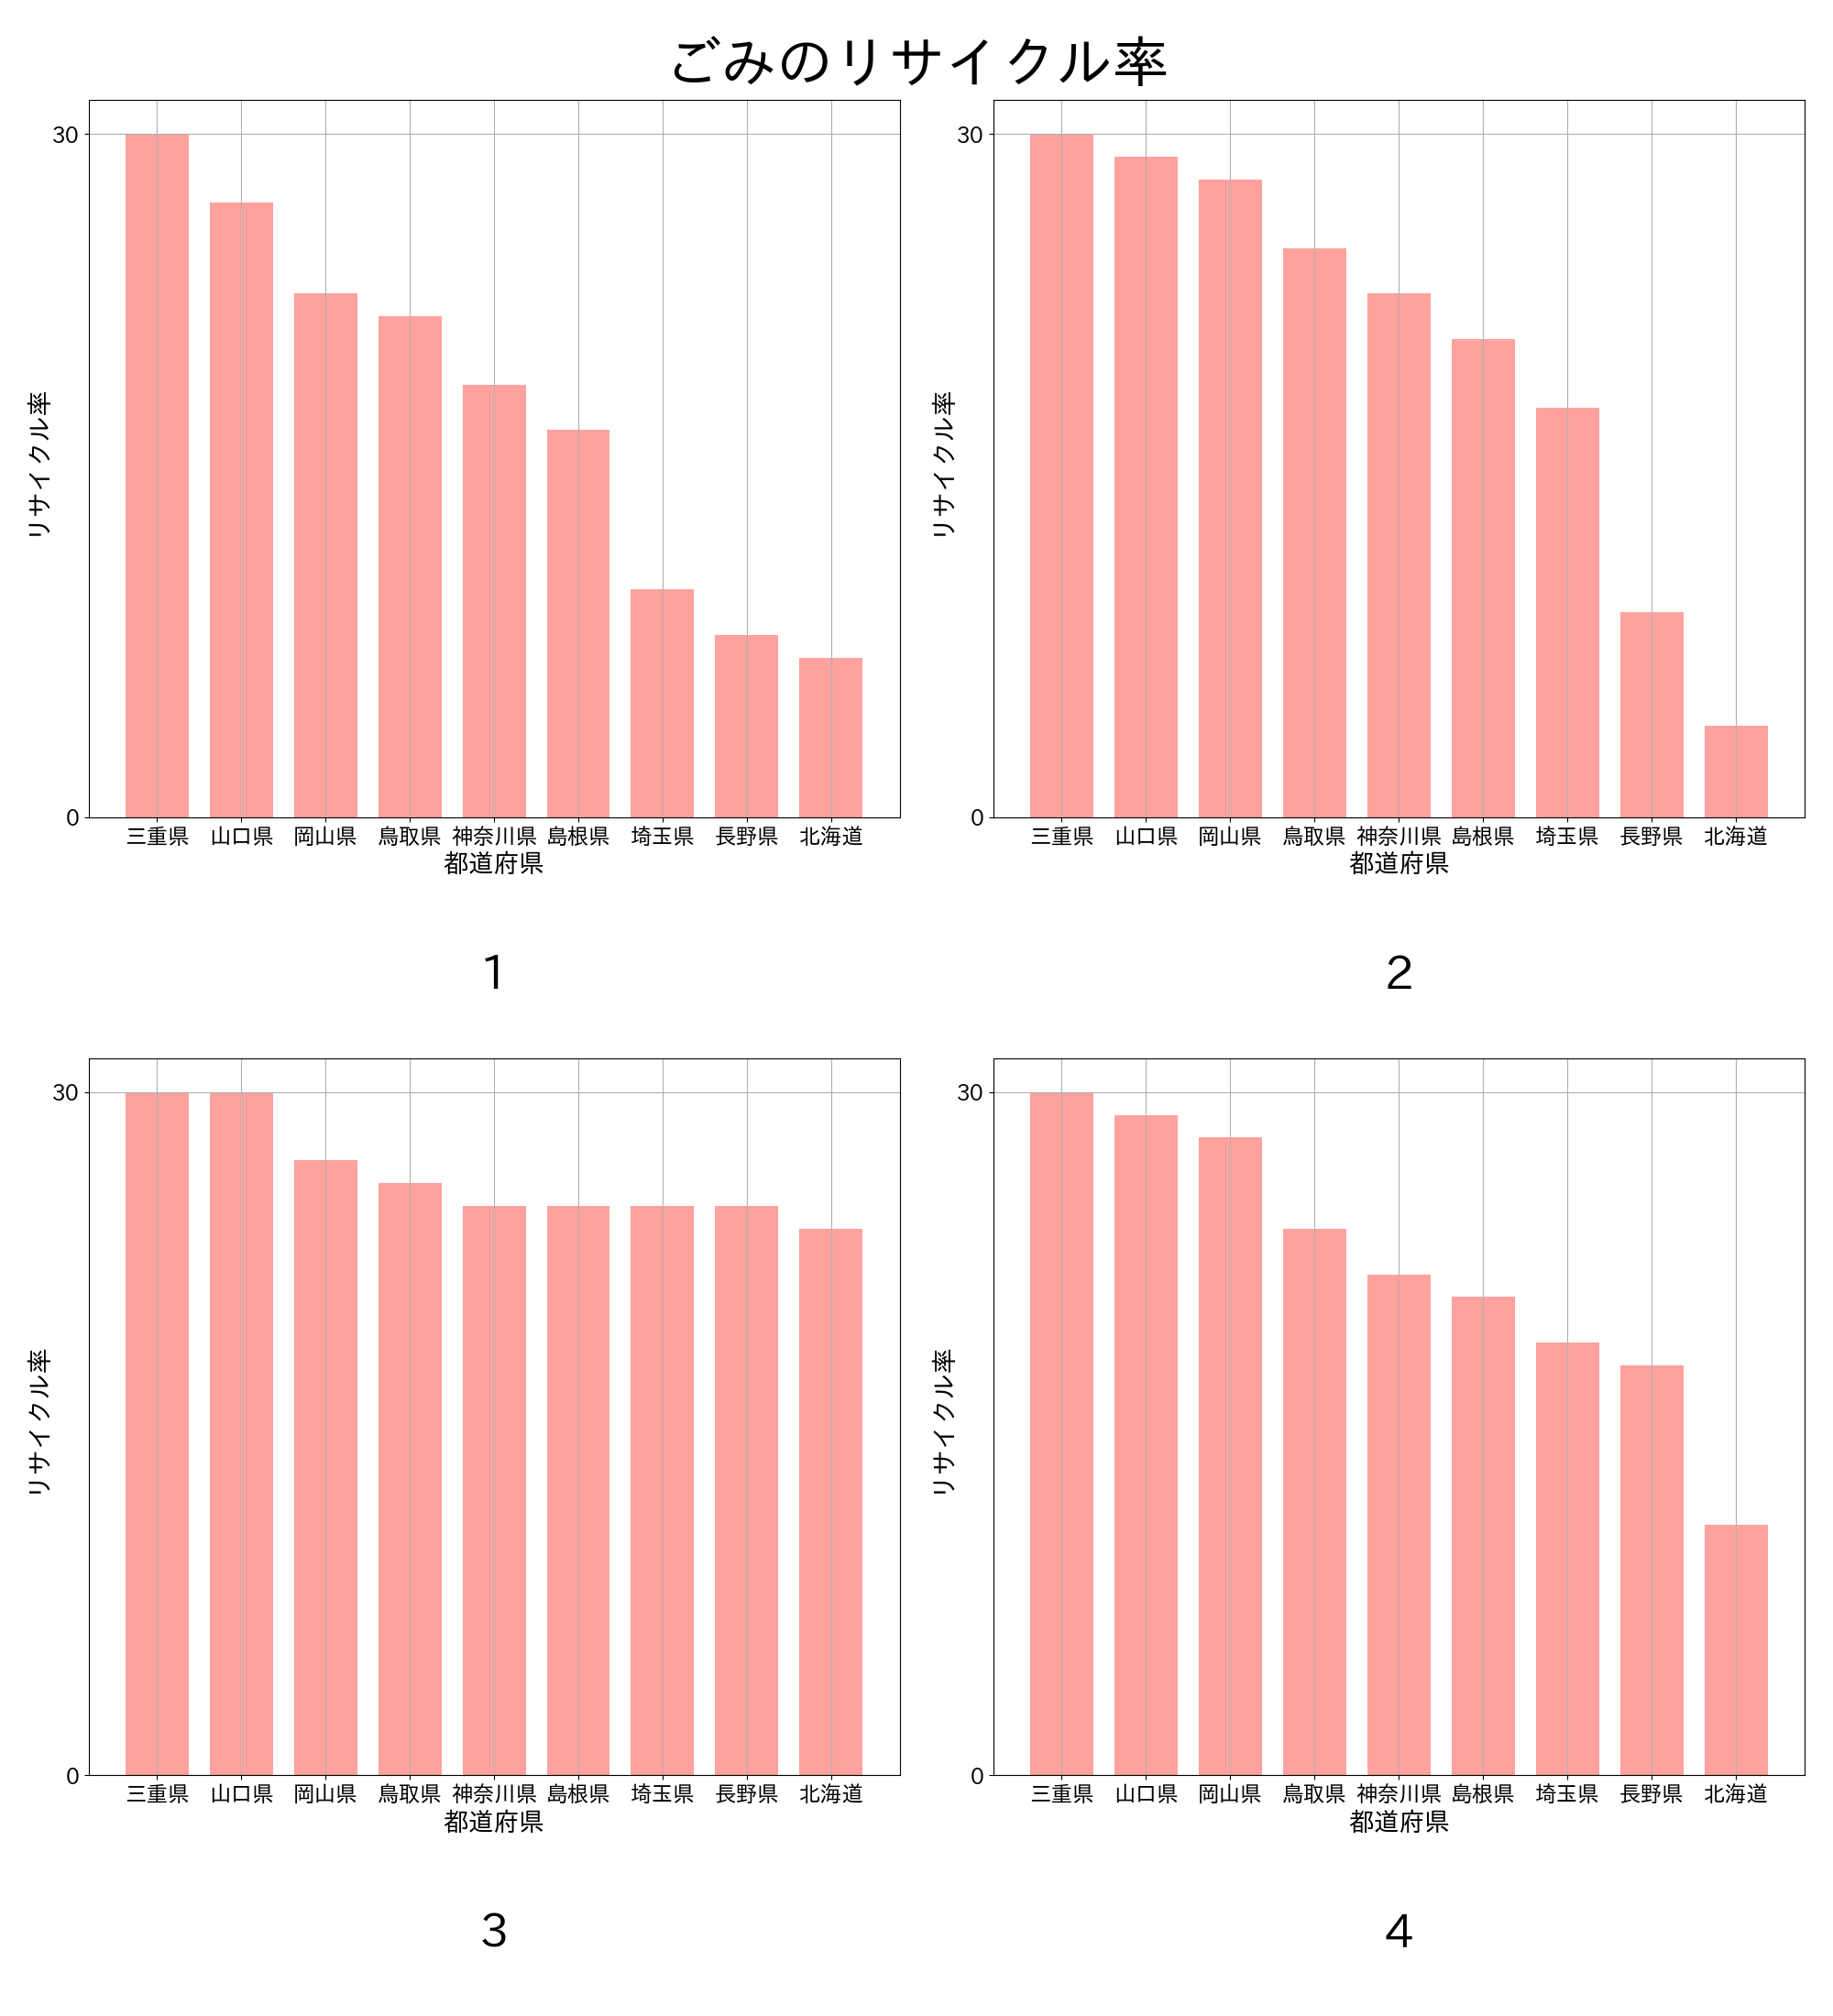 ごみのリサイクル率
30
0
リサイクル率
三重県 山口県 岡山県 鳥取県 神奈川県 島根県 埼玉県 長野県 北海道
都道府県
1
30
0
リサイクル率
三重県 山口県 岡山県 鳥取県 神奈川県 島根県 埼玉県 長野県 北海道
都道府県
2
30
0
リサイクル率
三重県 山口県 岡山県 鳥取県 神奈川県 島根県 埼玉県 長野県 北海道
都道府県
3
30
0
リサイクル率
三重県 山口県 岡山県 鳥取県 神奈川県 島根県 埼玉県 長野県 北海道
都道府県
4